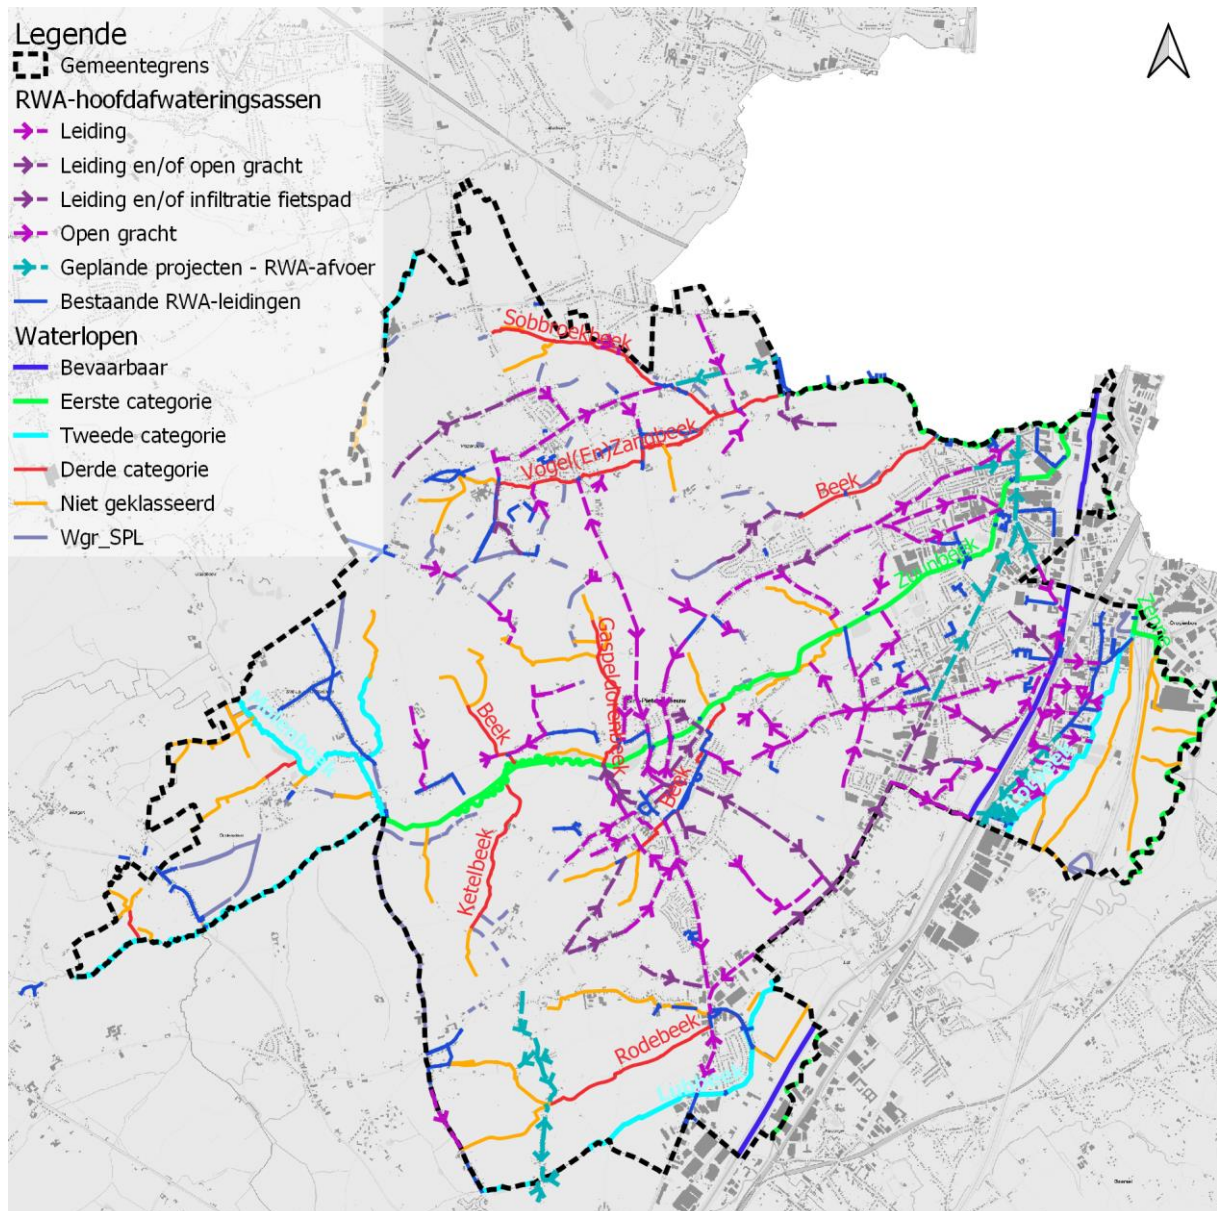 Legende
Gemeentegrens
RWA-hoofdafwateringsassen
Leiding
Leiding en/of open gracht
Leiding en/of infiltratie fietspad
Open gracht
Geplande projecten - RWA-afvoer
Bestaande RWA-leidingen
Waterlopen
Bevaarbaar
Eerste categorie
Tweede categorie
Derde categorie
Niet geklasseerd
Wgr_SPL
Sobbroekbeek
Vogel(En)Zangbeek
Beek
Zuunbeek
Zenne
Gaspeldorenbeek
Beek
Beek
Ketelbeek
Rodebeek